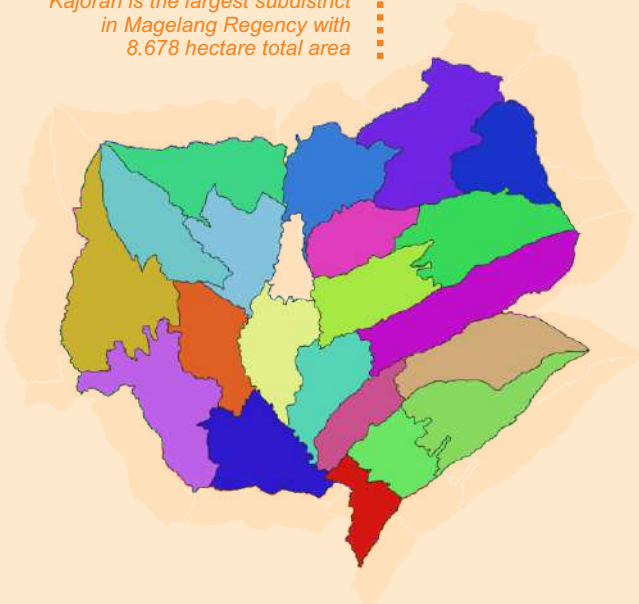 Kajoran is the largest subdistrict
in Magelang Regency with
8.678 hectare total area